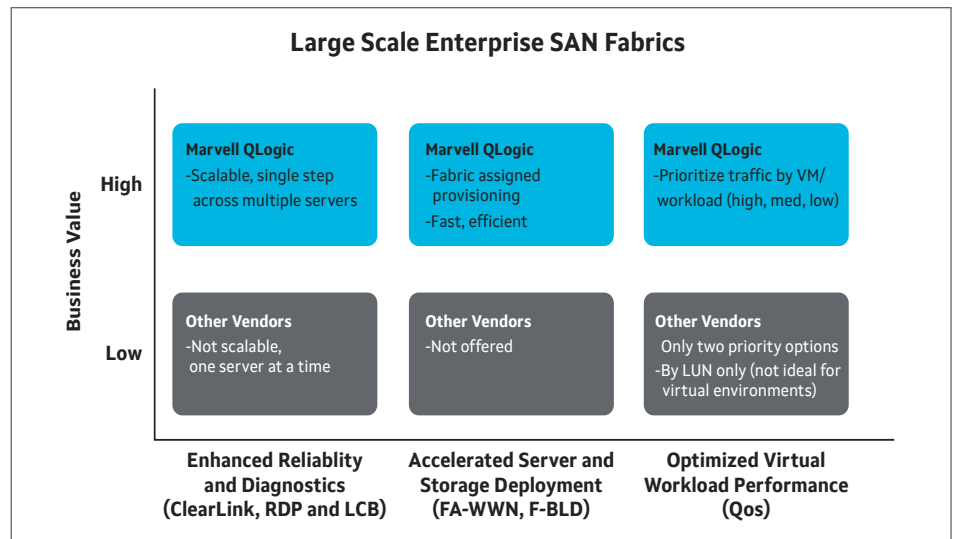 Large Scale Enterprise SAN Fabrics
Business Value
High
Marvell QLogic
-Scalable, single step
across multiple servers
Marvell QLogic
-Fabric assigned
provisioning
-Fast, efficient
Marvell QLogic
-Prioritize traffic by VM/
workload (high, med, low)
Low
Other Vendors
-Not scalable,
one server at a time
Other Vendors
-Not offered
Other Vendors
Only two priority options
-By LUN only (not ideal for
virtual environments)
Enhanced Reliablity
and Diagnostics
(ClearLink, RDP and LCB)
Accelerated Server and
Storage Deployment
(FA-WWN, F-BLD)
Optimized Virtual
Workload Performance
(Qos)